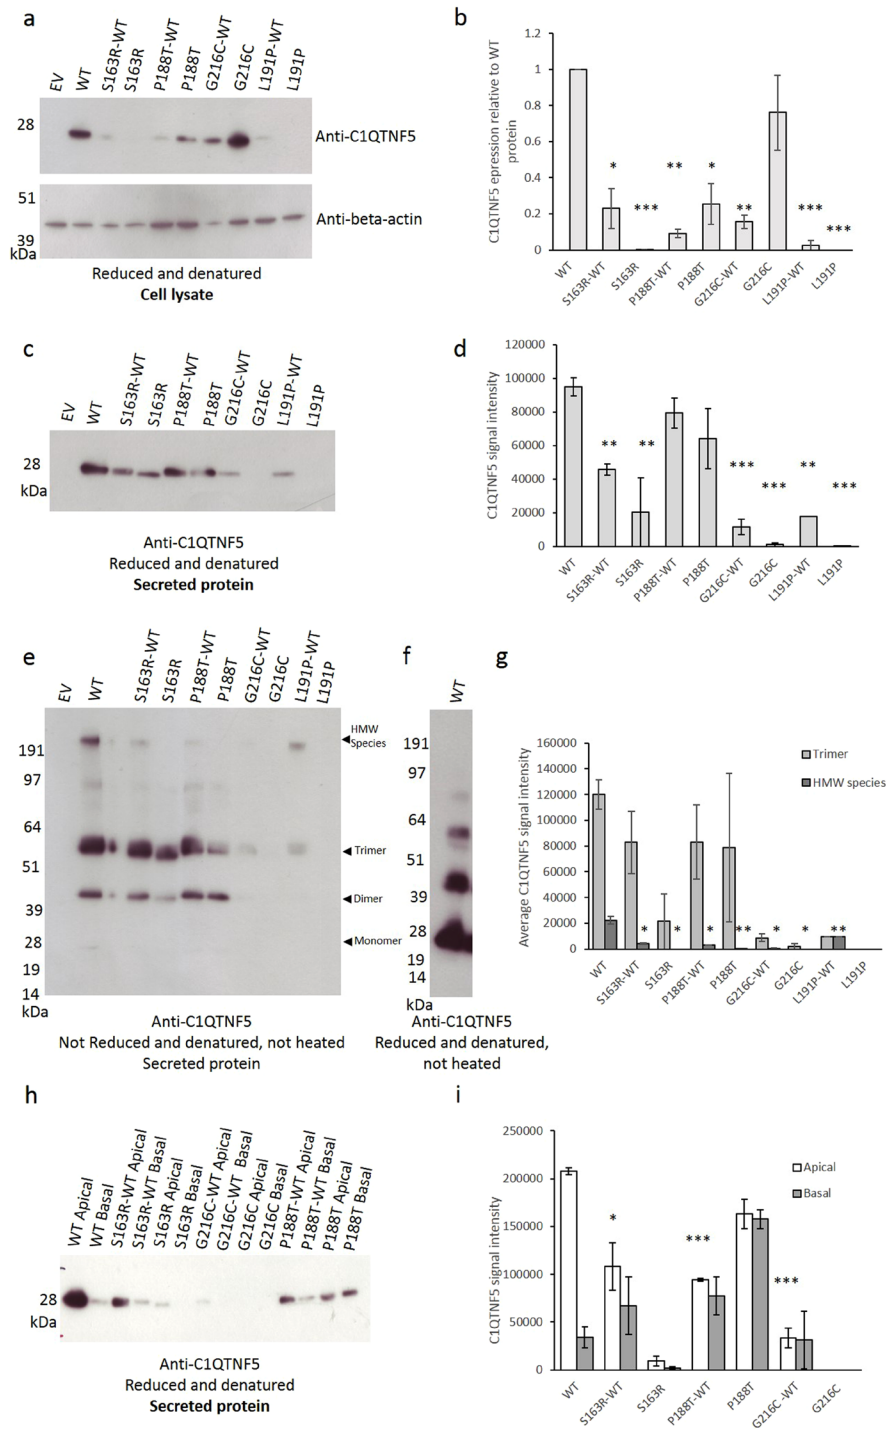 a
EV
WT
S163R-WT
S163R
P188T-WT
P188T
G216C-WT
G216C
L191P-WT
L191P
28
Anti-C1QTNF5
51
Anti-beta-actin
39
kDa
Reduced and denatured
Cell lysate
b
C1QTNF5 epression relative to WT
protein
1.2
1
0.8
0.6
0.4
0.2
0
* *** ** * ** *** ***
WT
S163R-WT
S163R
P188T-WT
P188T
G216C-WT
G216C
L191P-WT
L191P
c
EV
WT
S163R-WT
S163R
P188T-WT
P188T
G216C-WT
G216C
L191P-WT
L191P
28
kDa
Anti-C1QTNF5
Reduced and denatured
Secreted protein
d
C1QTNF5 signal intensity
120000
100000
80000
60000
40000
20000
0
** ** *** *** ** ***
WT
S163R-WT
S163R
P188T-WT
P188T
G216C-WT
G216C
L191P-WT
L191P
e
EV
WT
S163R-WT
S163R
P188T-WT
P188T
G216C-WT
G216C
L191P-WT
L191P
191
97
64
51
39
28
19
14
kDa
HMW
Species
Trimer
Dimer
Monomer
Anti-C1QTNF5
Not Reduced and denatured, not heated
Secreted protein
f
WT
191
97
64
51
39
28
19
14
kDa
Anti-C1QTNF5
Reduced and denatured,
not heated
g
Average C1QTNF5 signal intensity
160000
140000
120000
100000
80000
60000
40000
20000
0
Trimer
HMW species
* * * ** * * **
WT
S163R-WT
S163R
P188T-WT
P188T
G216C-WT
G216C
L191P-WT
L191P
h
WT Apical
WT Basal
S163R-WT Apical
S163R-WT Basal
S163R Apical
S163R Basal
G216C-WT Apical
G216C-WT Basal
G216C Apical
G216C Basal
P188T-WT Apical
P188T-WT Basal
P188T Apical
P188T Basal
28
kDa
Anti-C1QTNF5
Reduced and denatured
Secreted protein
i
C1QTNF5 signal intensity
250000
200000
150000
100000
50000
0
Apical
Basal
* *** ***
WT
S163R-WT
S163R
P188T-WT
P188T
G216C -WT
G216C